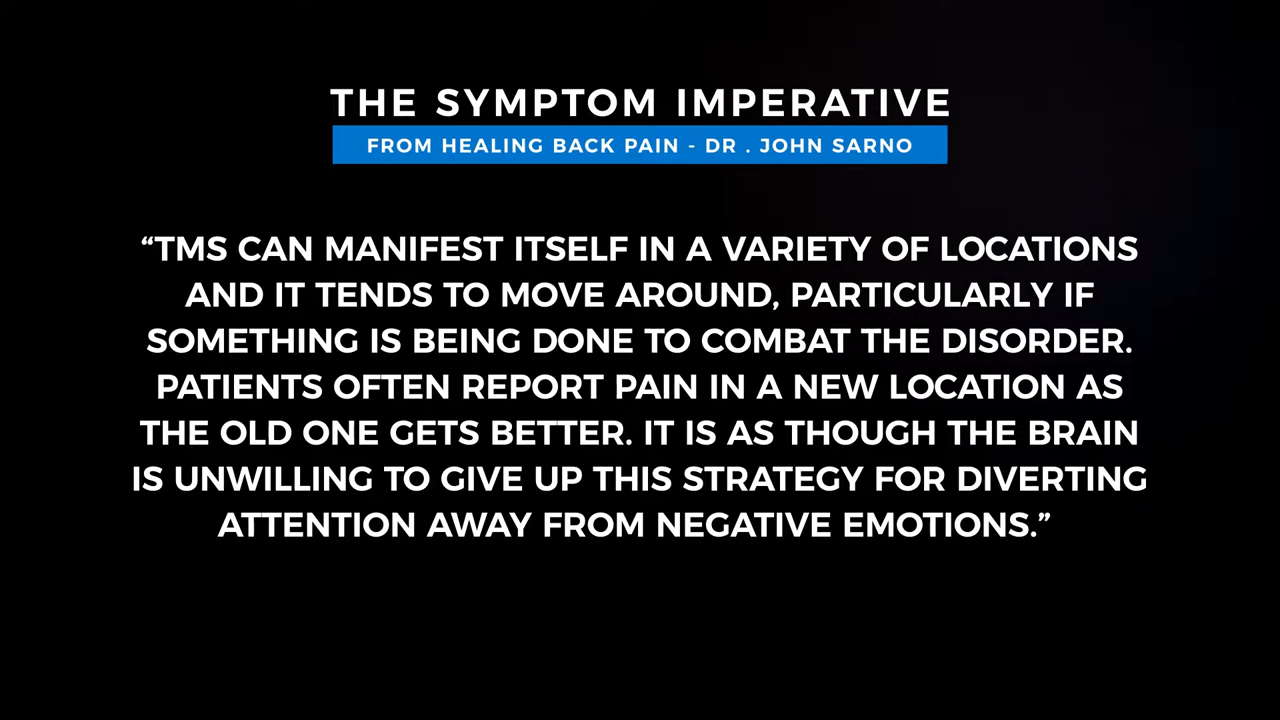 THE SYMPTOM IMPERATIVE
FROM HEALING BACK PAIN - DR . JOHN SARNO
“TMS CAN MANIFEST ITSELF IN A VARIETY OF LOCATIONS
AND IT TENDS TO MOVE AROUND, PARTICULARLY IF
SOMETHING IS BEING DONE TO COMBAT THE DISORDER.
PATIENTS OFTEN REPORT PAIN IN A NEW LOCATION AS
THE OLD ONE GETS BETTER. IT IS AS THOUGH THE BRAIN
IS UNWILLING TO GIVE UP THIS STRATEGY FOR DIVERTING
ATTENTION AWAY FROM NEGATIVE EMOTIONS.”